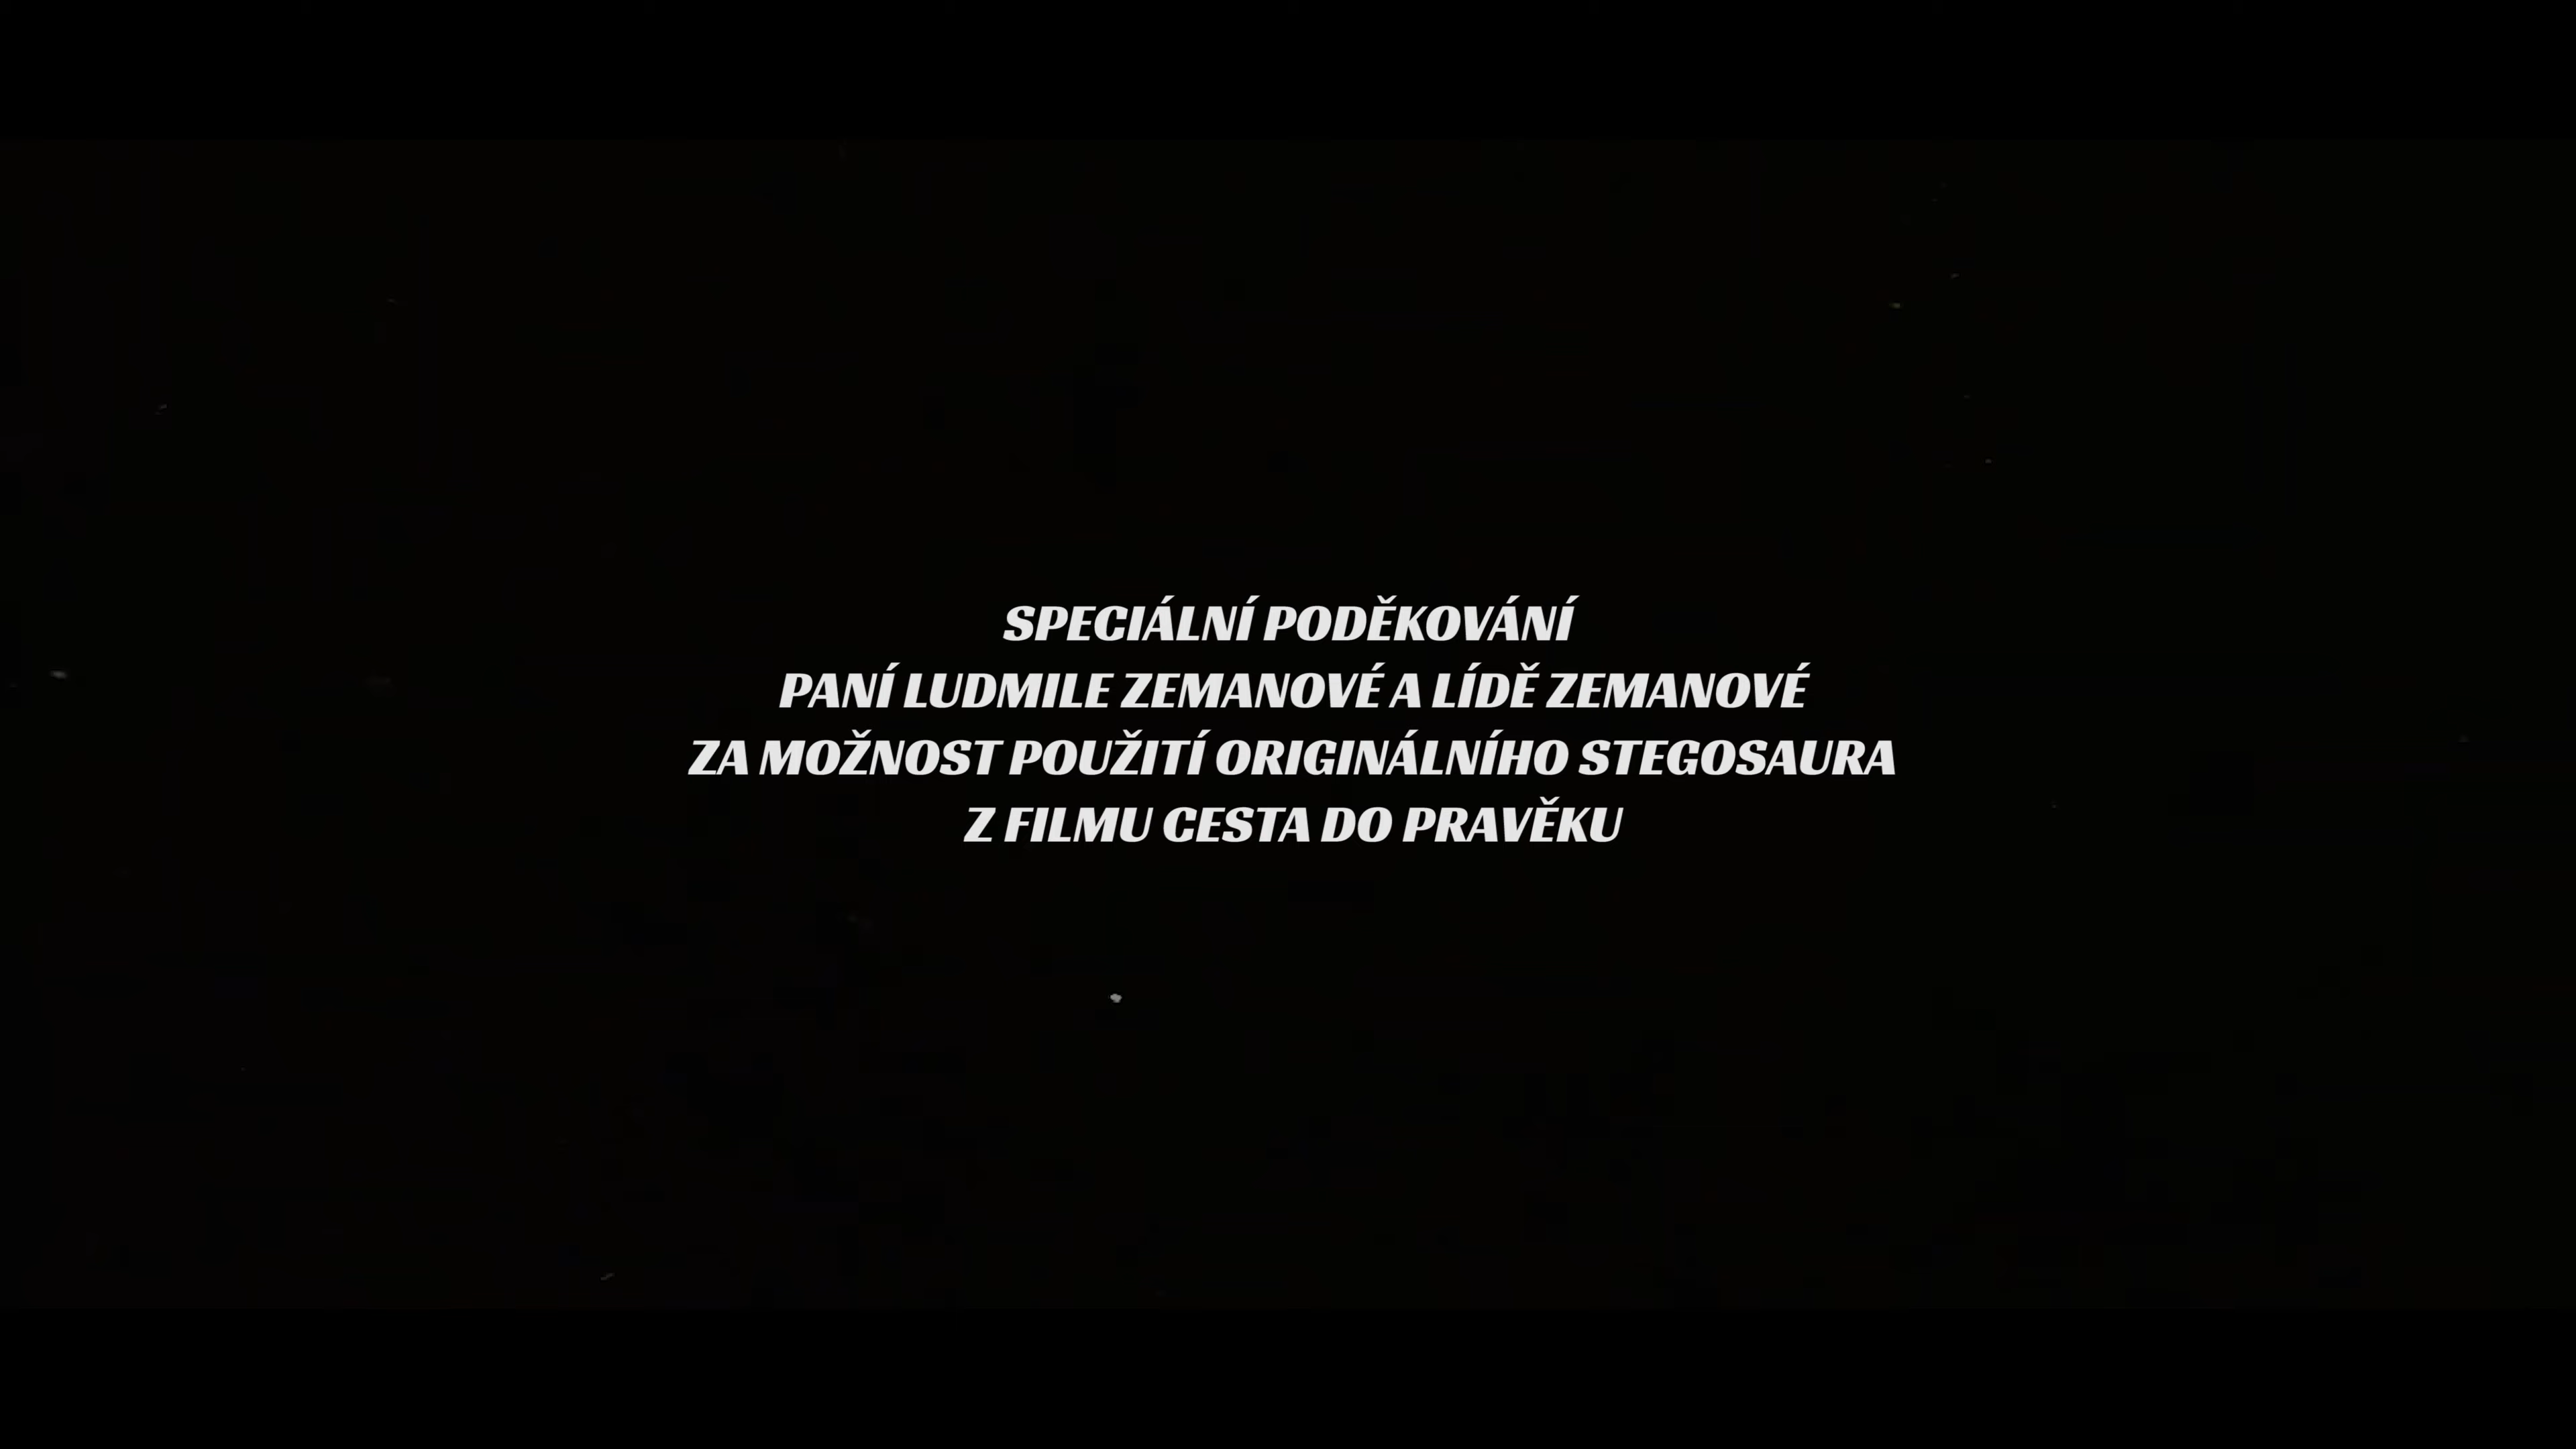 SPECIÁLNÍ PODĚKOVÁNÍ
PANÍ LUDMILE ZEMANOVÉ A LÍDĚ ZEMANOVÉ
ZA MOŽNOST POUŽITÍ ORIGINÁLNÍHO STEGOSAURA
Z FILMU CESTA DO PRAVĚKU